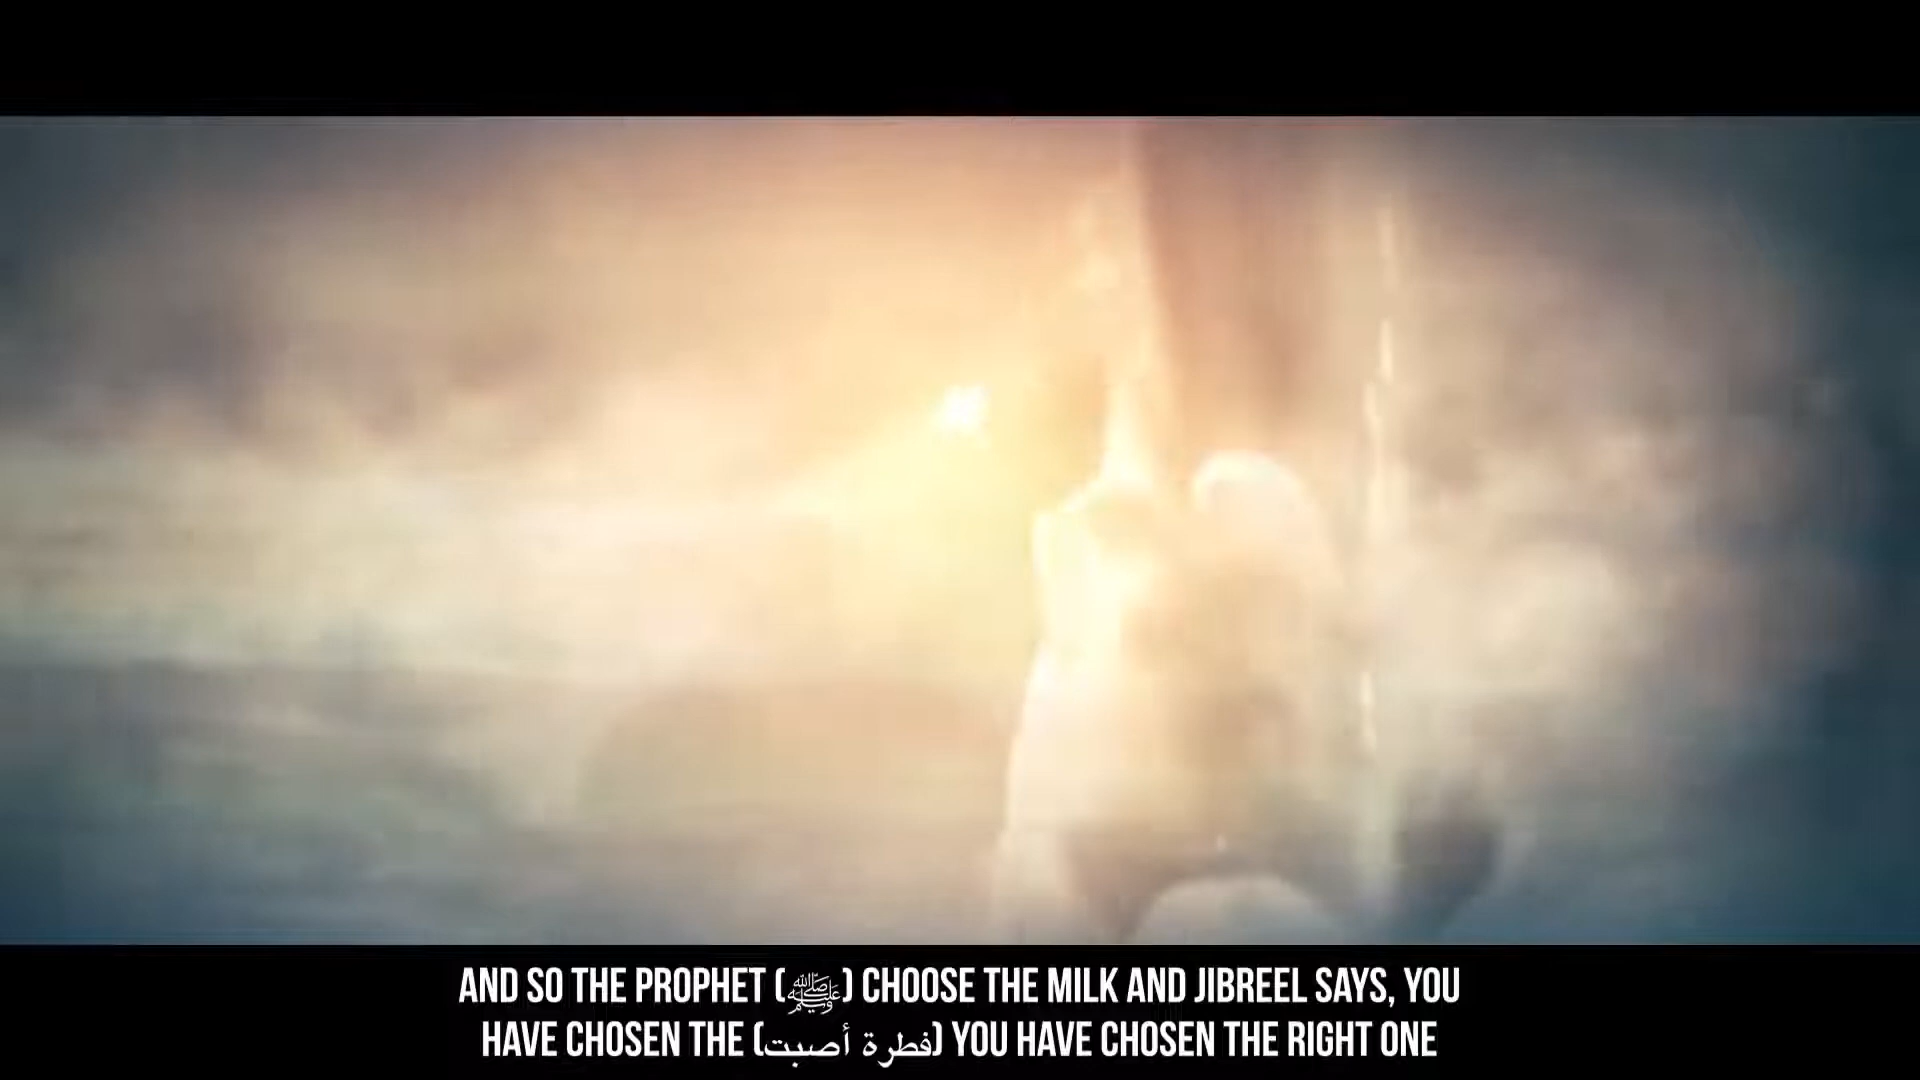 AND SO THE PROPHET (ﷺ) CHOOSE THE MILK AND JIBREEL SAYS, YOU
HAVE CHOSEN THE (فطرة أصبت) YOU HAVE CHOSEN THE RIGHT ONE